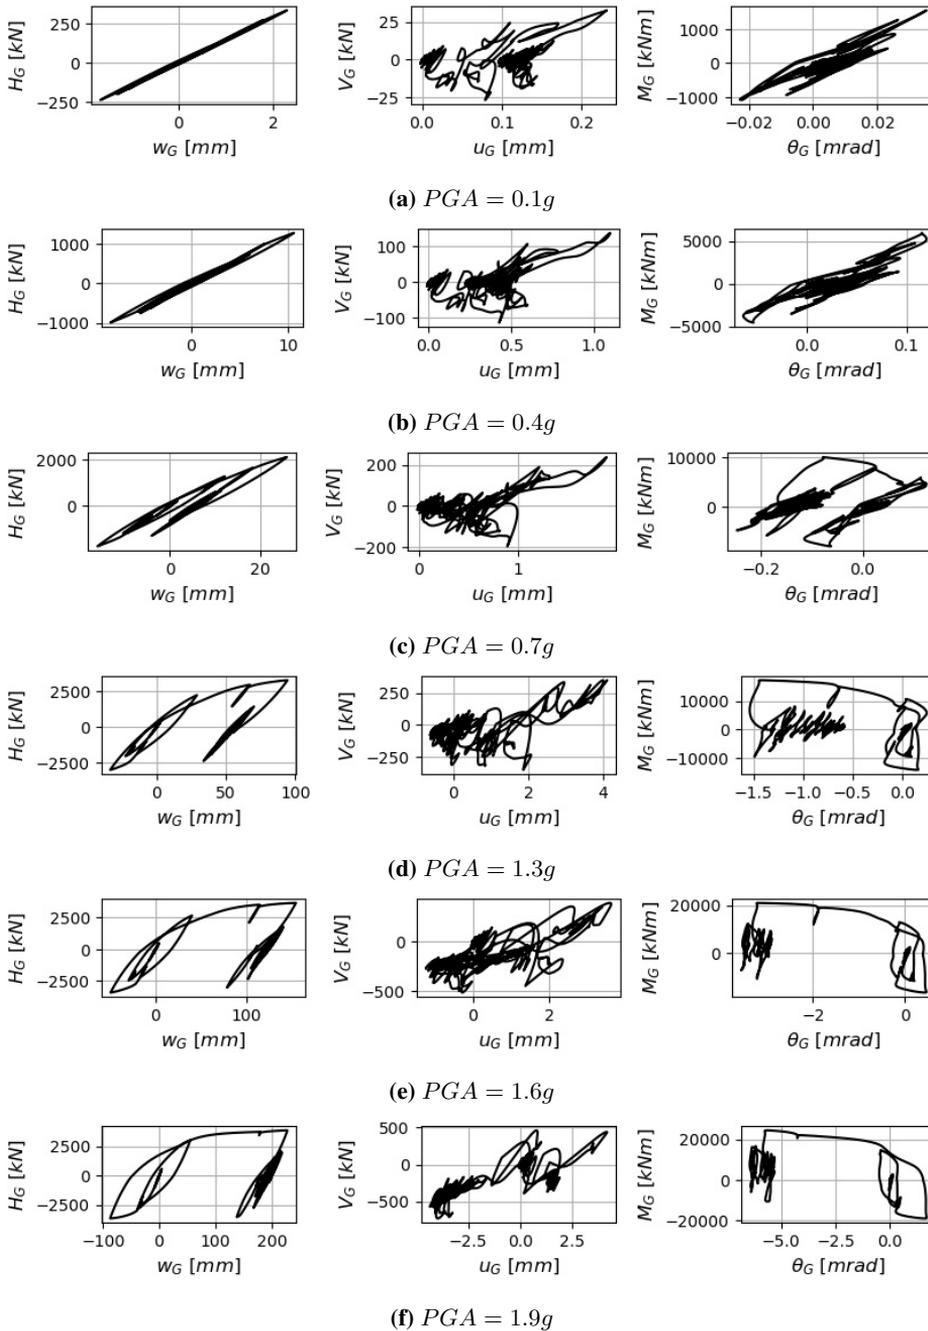 H_G [kN]
250
0
−250
0
2
w_G [mm]
V_G [kN]
25
0
−25
0.0
0.1
0.2
u_G [mm]
M_G [kNm]
1000
0
−1000
−0.02
0.00
0.02
θ_G [mrad]
(a) PGA = 0.1g
H_G [kN]
1000
0
−1000
0
10
w_G [mm]
V_G [kN]
100
0
−100
0.0
0.5
1.0
u_G [mm]
M_G [kNm]
5000
0
−5000
0.0
0.1
θ_G [mrad]
(b) PGA = 0.4g
H_G [kN]
2000
0
0
20
w_G [mm]
V_G [kN]
200
0
−200
0
1
u_G [mm]
M_G [kNm]
10000
0
−0.2
0.0
θ_G [mrad]
(c) PGA = 0.7g
H_G [kN]
2500
0
−2500
0
50
100
w_G [mm]
V_G [kN]
250
0
−250
0
2
4
u_G [mm]
M_G [kNm]
10000
0
−10000
−1.5
−1.0
−0.5
0.0
θ_G [mrad]
(d) PGA = 1.3g
H_G [kN]
2500
0
−2500
0
100
w_G [mm]
V_G [kN]
0
−500
0
2
u_G [mm]
M_G [kNm]
20000
0
−2
0
θ_G [mrad]
(e) PGA = 1.6g
H_G [kN]
2500
0
−2500
−100
0
100
200
w_G [mm]
V_G [kN]
500
0
−500
−2.5
0.0
2.5
u_G [mm]
M_G [kNm]
20000
0
−20000
−5.0
−2.5
0.0
θ_G [mrad]
(f) PGA = 1.9g